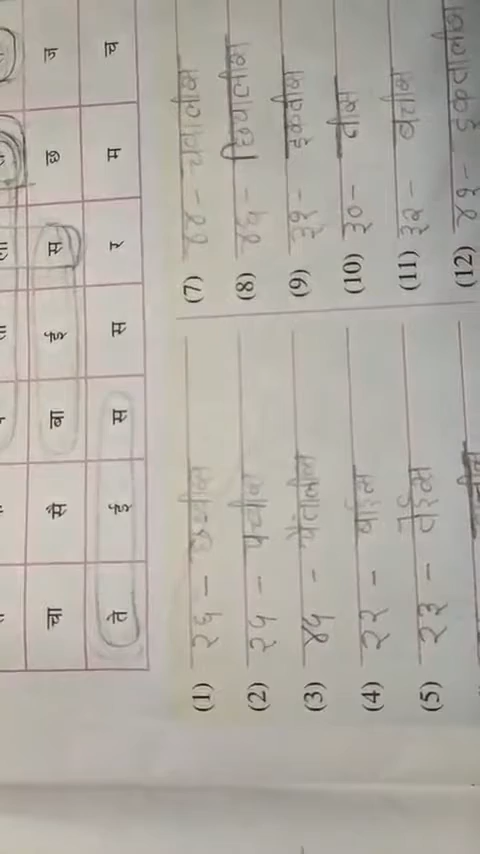 चा सै बा ई स छ ज
ते ई स स र म च
(1) २६ - छब्बीस
(2) २५ - पचीस
(3) ४५ - पैंतालीस
(4) २२ - बाईस
(5) २३ - तेईस
(7) ४४ - चवालीस
(8) ४६ - छियालीस
(9) ३१ - इकतीस
(10) ३० - तीस
(11) ३२ - बत्तीस
(12) ४१ - इकतालीस